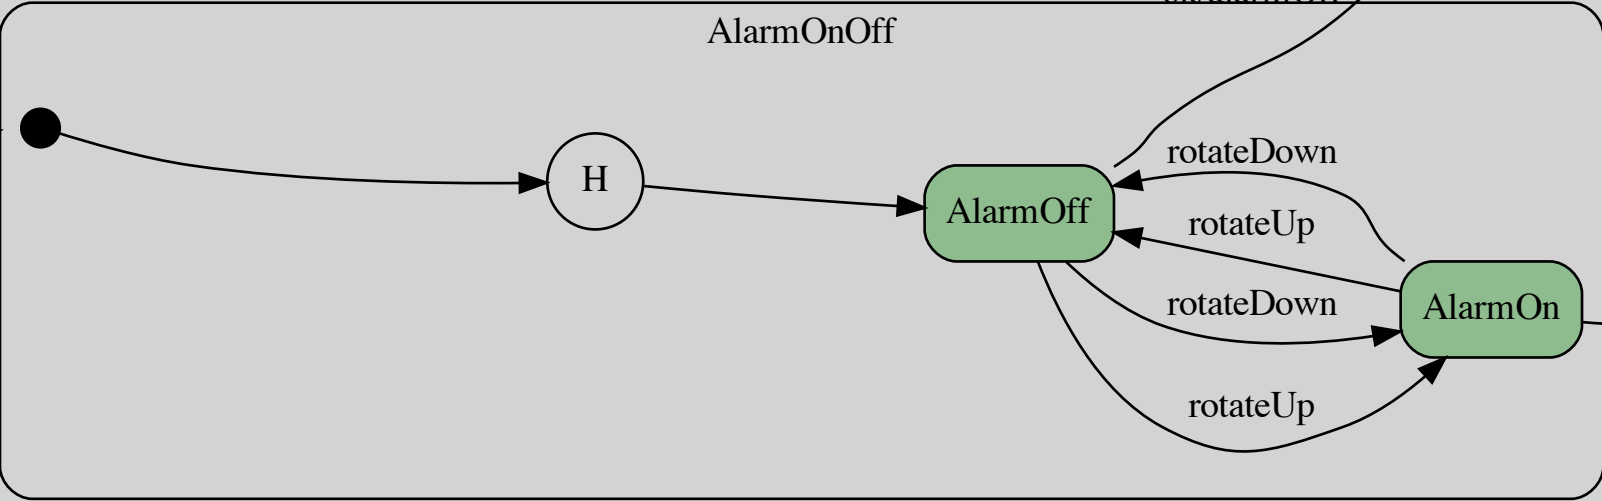 AlarmOnOff
rotateDown
H
AlarmOff
rotateUp
rotateDown
AlarmOn
rotateUp